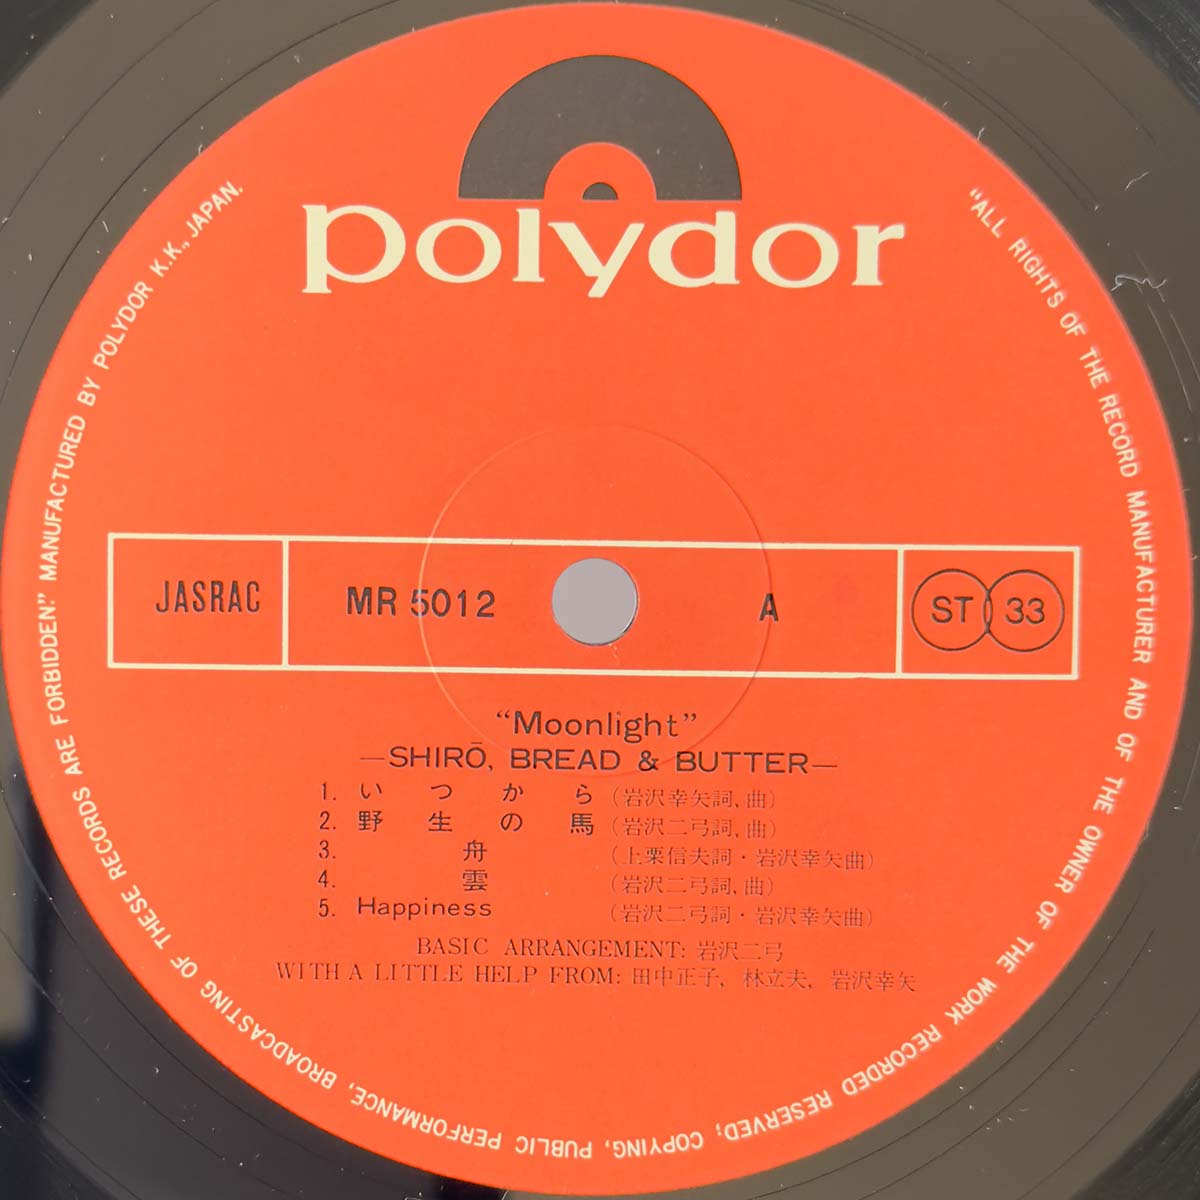 polydor
"ALL RIGHTS OF THE RECORD MANUFACTURER AND OF THE OWNER OF THE WORK RECORDED RESERVED; COPYING, PUBLIC PERFORMANCE, BROADCASTING OF THESE RECORDS ARE FORBIDDEN." MANUFACTURED BY POLYDOR K.K., JAPAN.
JASRAC MR 5012 A ST 33
"Moonlight"
—SHIRŌ, BREAD & BUTTER—
1. いつから (岩沢幸矢詞, 曲)
2. 野生の馬 (岩沢二弓詞, 曲)
3. 舟 (上栗信夫詞・岩沢幸矢曲)
4. 雲 (岩沢二弓詞, 曲)
5. Happiness (岩沢二弓詞・岩沢幸矢曲)
BASIC ARRANGEMENT: 岩沢二弓
WITH A LITTLE HELP FROM: 田中正子, 林立夫, 岩沢幸矢